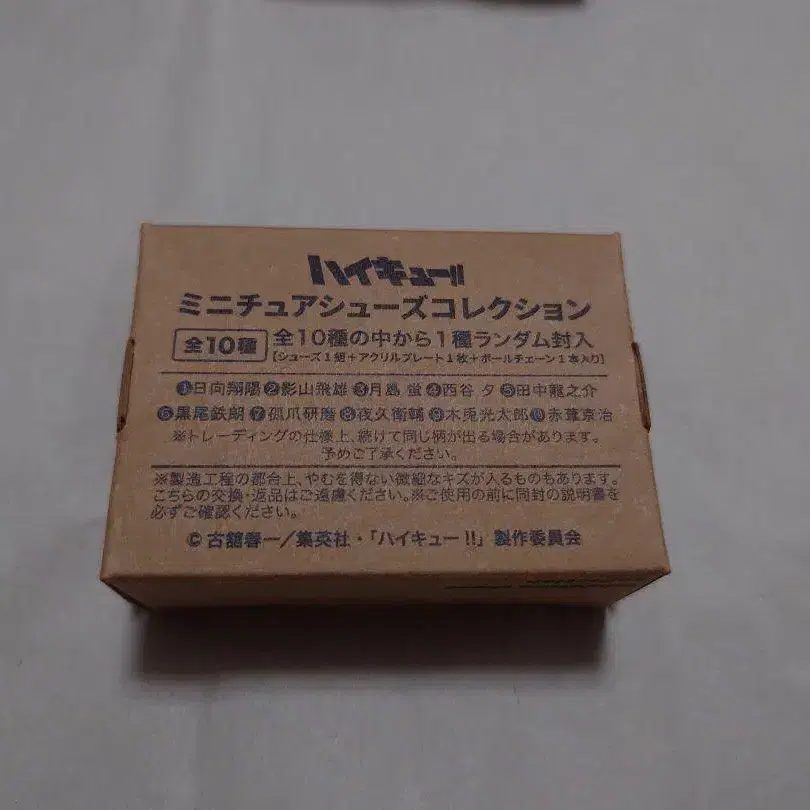 ハイキュー!!
ミニチュアシューズコレクション
全10種 全10種の中から1種ランダム封入
【シューズ1組+アクリルプレート1枚+ボールチェーン1本入り】
❶日向翔陽❷影山飛雄❸月島 蛍❹西谷 夕❺田中龍之介
❻黒尾鉄朗❼孤爪研磨❽夜久衛輔❾木兎光太郎❿赤葦京治
※トレーディングの仕様上、続けて同じ柄が出る場合があります。
予めご了承ください。
※製造工程の都合上、やむを得ない微細なキズが入るものもあります。
こちらの交換・返品はご遠慮ください。※ご使用の前に同封の説明書を
必ずご確認ください。
© 古舘春一／集英社・「ハイキュー!!」製作委員会